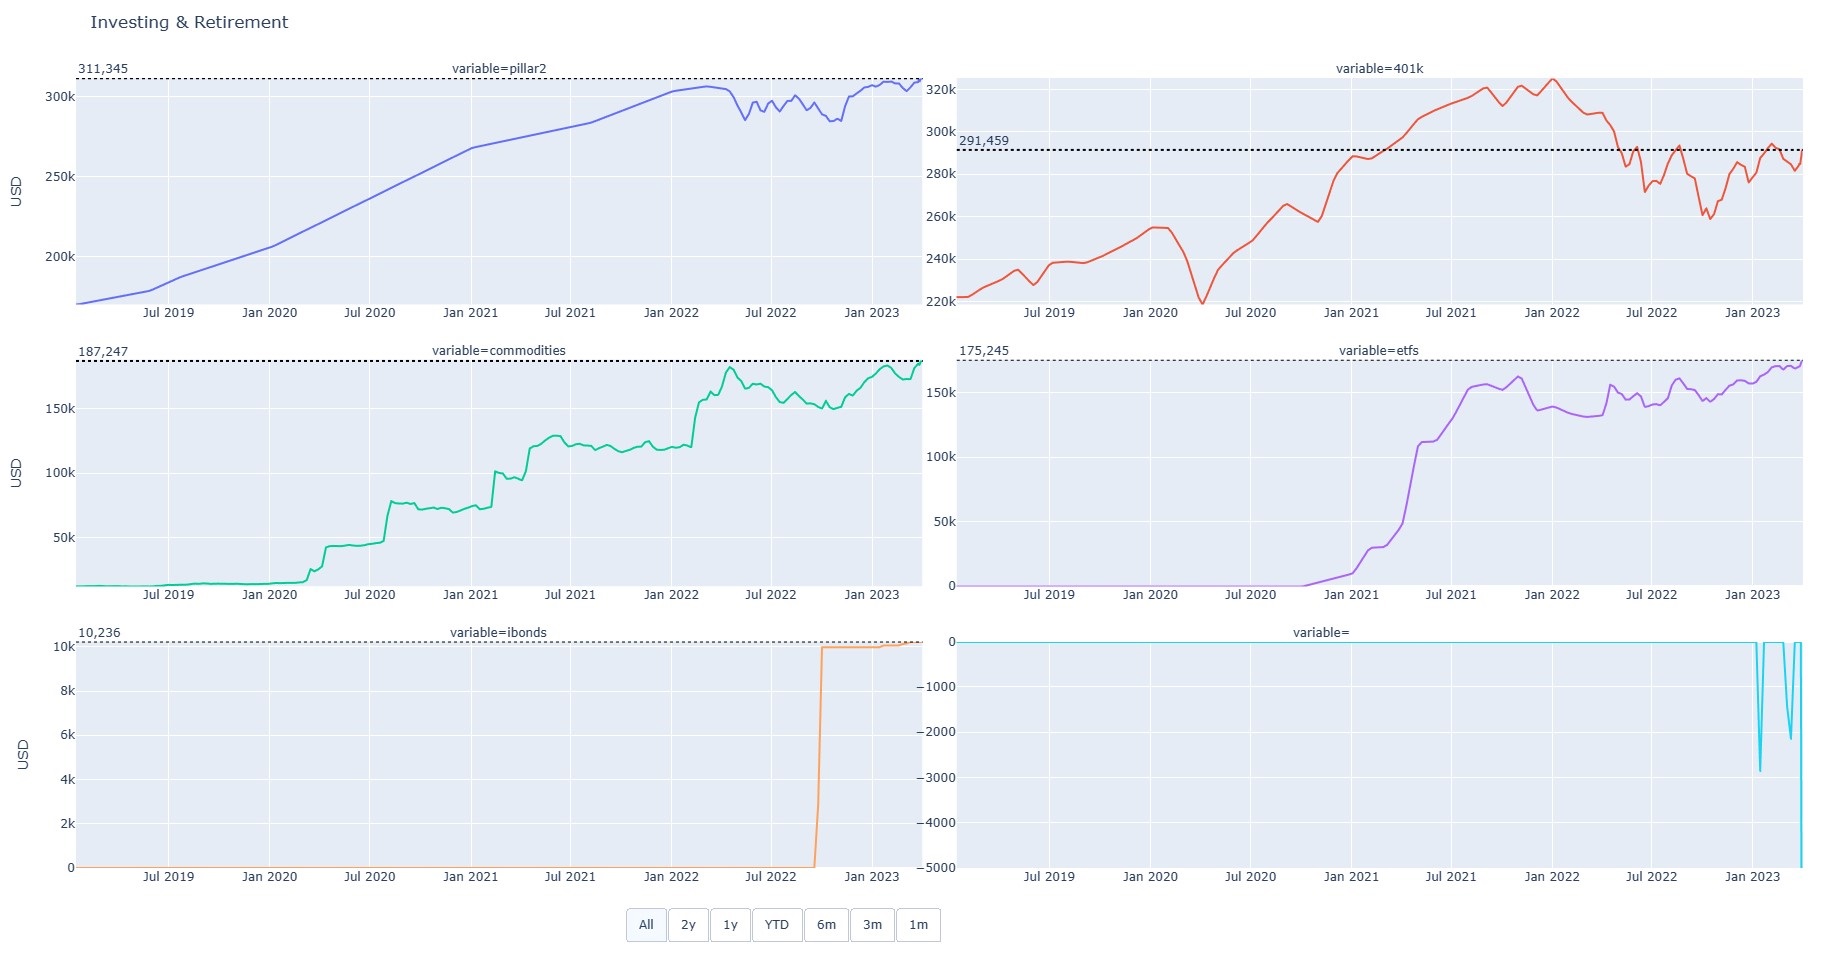 Investing & Retirement
311,345
variable=pillar2
300k
250k
200k
USD
Jul 2019 Jan 2020 Jul 2020 Jan 2021 Jul 2021 Jan 2022 Jul 2022 Jan 2023
variable=401k
320k
300k
291,459
280k
260k
240k
220k
Jul 2019 Jan 2020 Jul 2020 Jan 2021 Jul 2021 Jan 2022 Jul 2022 Jan 2023
187,247
variable=commodities
150k
100k
50k
USD
Jul 2019 Jan 2020 Jul 2020 Jan 2021 Jul 2021 Jan 2022 Jul 2022 Jan 2023
175,245
variable=etfs
150k
100k
50k
0
Jul 2019 Jan 2020 Jul 2020 Jan 2021 Jul 2021 Jan 2022 Jul 2022 Jan 2023
10,236
variable=ibonds
10k
8k
6k
4k
2k
0
USD
Jul 2019 Jan 2020 Jul 2020 Jan 2021 Jul 2021 Jan 2022 Jul 2022 Jan 2023
variable=
0
−1000
−2000
−3000
−4000
−5000
Jul 2019 Jan 2020 Jul 2020 Jan 2021 Jul 2021 Jan 2022 Jul 2022 Jan 2023
All 2y 1y YTD 6m 3m 1m